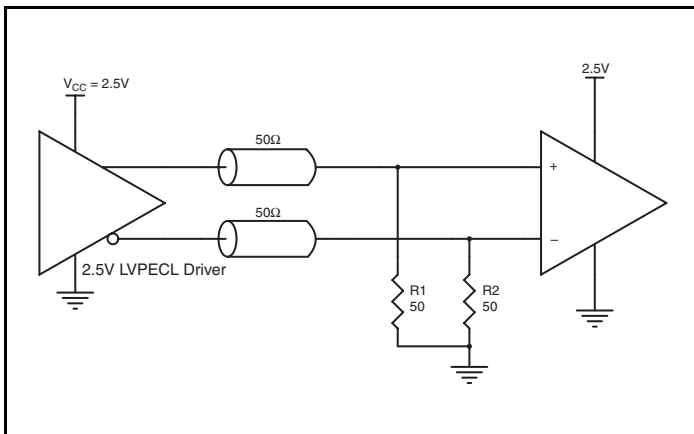 V_CC = 2.5V
2.5V
50Ω
50Ω
+
–
2.5V LVPECL Driver
R1
50
R2
50